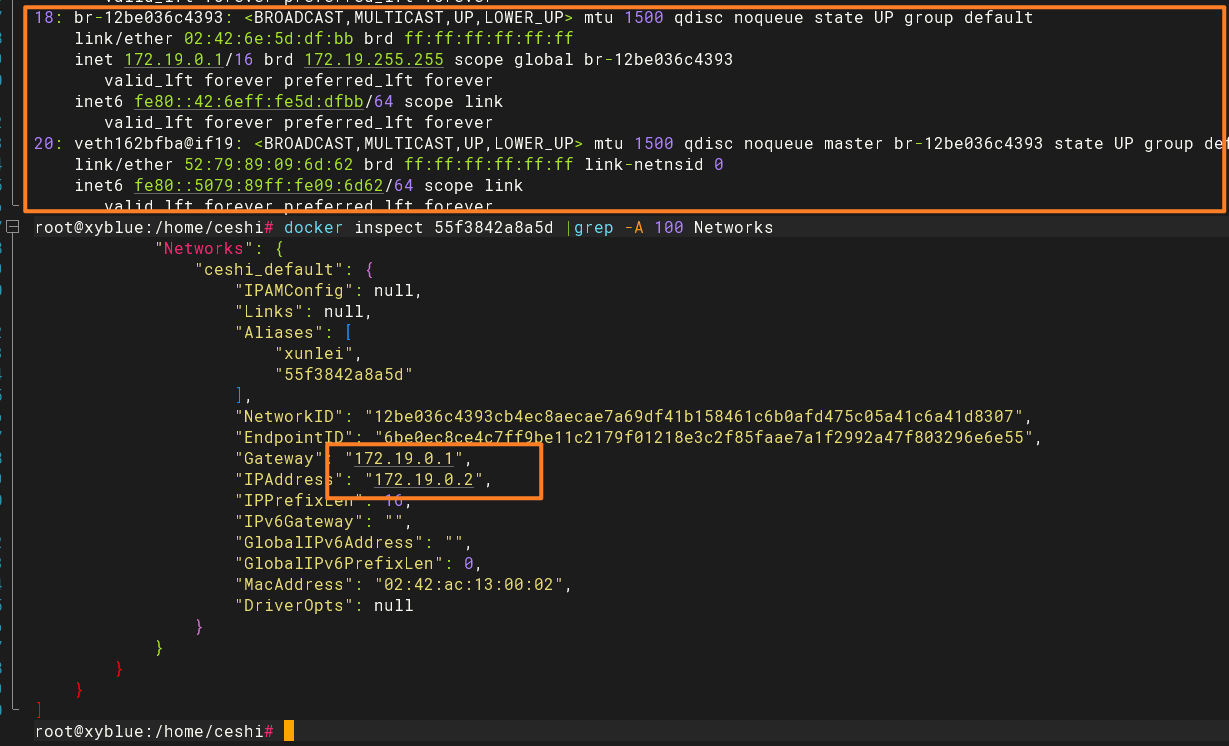 18: br-12be036c4393: <BROADCAST,MULTICAST,UP,LOWER_UP> mtu 1500 qdisc noqueue state UP group default
link/ether 02:42:6e:5d:df:bb brd ff:ff:ff:ff:ff:ff
inet 172.19.0.1/16 brd 172.19.255.255 scope global br-12be036c4393
valid_lft forever preferred_lft forever
inet6 fe80::42:6eff:fe5d:dfbb/64 scope link
valid_lft forever preferred_lft forever
20: veth162bfba@if19: <BROADCAST,MULTICAST,UP,LOWER_UP> mtu 1500 qdisc noqueue master br-12be036c4393 state UP group
link/ether 52:79:89:09:6d:62 brd ff:ff:ff:ff:ff:ff link-netnsid 0
inet6 fe80::5079:89ff:fe09:6d62/64 scope link
valid_lft forever preferred_lft forever
root@xyblue:/home/ceshi# docker inspect 55f3842a8a5d |grep -A 100 Networks
"Networks": {
"ceshi_default": {
"IPAMConfig": null,
"Links": null,
"Aliases": [
"xunlei",
"55f3842a8a5d"
],
"NetworkID": "12be036c4393cb4ec8aecae7a69df41b158461c6b0afd475c05a41c6a41d8307",
"EndpointID": "6be0ec8ce4c7ff9be11c2179f01218e3c2f85faae7a1f2992a47f803296e6e55",
"Gateway": "172.19.0.1",
"IPAddress": "172.19.0.2",
"IPPrefixLen": 16,
"IPv6Gateway": "",
"GlobalIPv6Address": "",
"GlobalIPv6PrefixLen": 0,
"MacAddress": "02:42:ac:13:00:02",
"DriverOpts": null
}
}
}
}
]
root@xyblue:/home/ceshi#